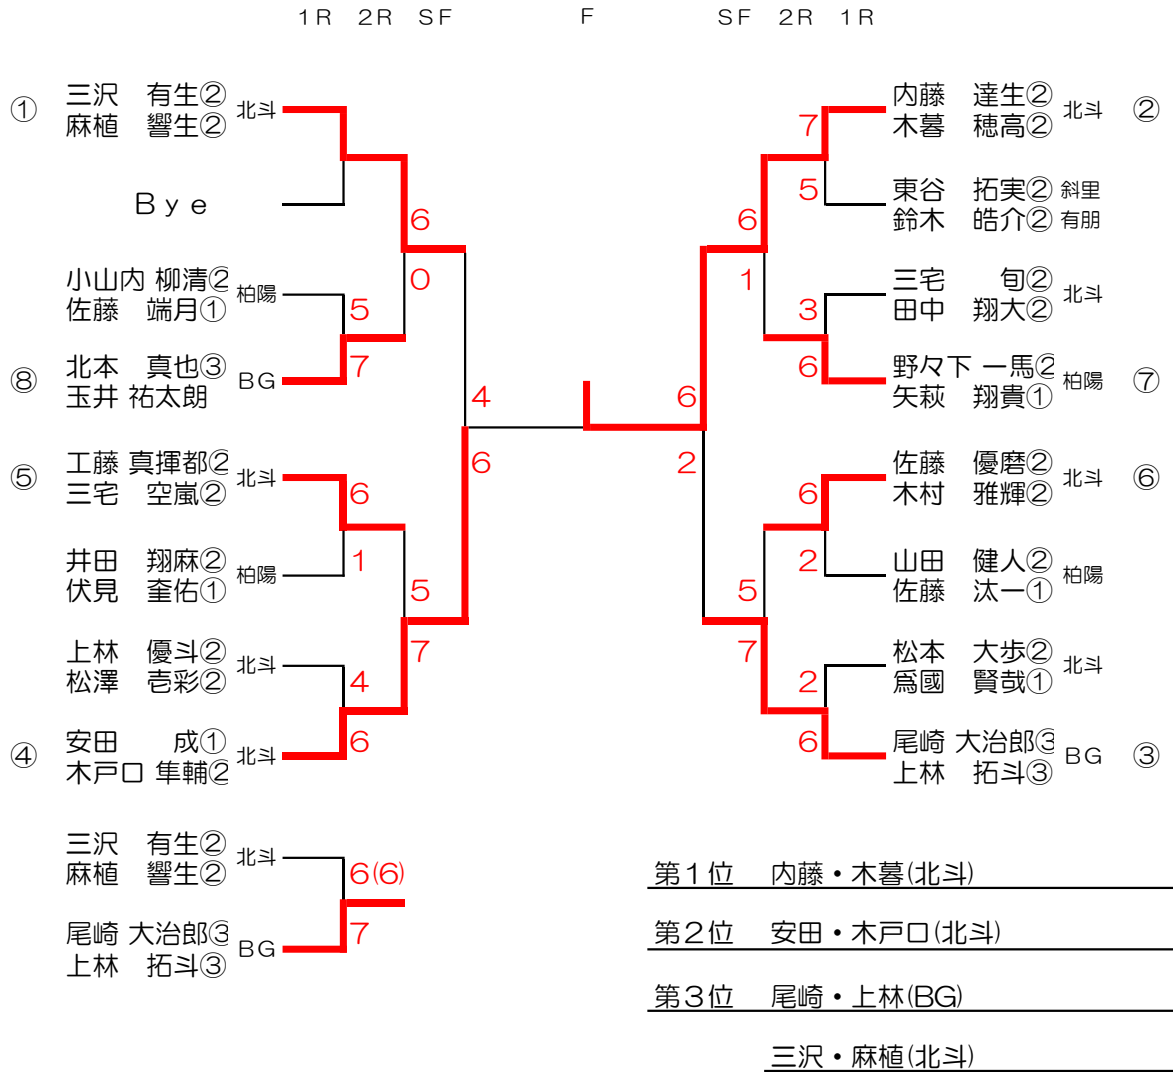 １Ｒ ２Ｒ ＳＦ Ｆ ＳＦ ２Ｒ １Ｒ
① 三沢　有生② 北斗
麻植　響生②
Ｂｙｅ
6
0
小山内 柳清② 柏陽
佐藤　端月①
5
7
⑧ 北本　真也③ ＢＧ
玉井 祐太朗
4
6
⑤ 工藤 真揮都② 北斗
三宅　空嵐②
6
1
井田　翔麻② 柏陽
伏見　奎佑①
5
7
上林　優斗② 北斗
松澤　壱彩②
4
6
④ 安田　　成① 北斗
木戸口 隼輔②
内藤　達生② 北斗 ②
木暮　穂高②
7
5
東谷　拓実② 斜里
鈴木　皓介② 有朋
6
1
三宅　　旬② 北斗
田中　翔大②
3
6
野々下 一馬② 柏陽 ⑦
矢萩　翔貴①
6
2
佐藤　優磨② 北斗 ⑥
木村　雅輝②
6
2
山田　健人② 柏陽
佐藤　汰一①
5
7
松本　大歩② 北斗
爲國　賢哉①
2
6
尾崎 大治郎③ ＢＧ ③
上林　拓斗③
三沢　有生② 北斗
麻植　響生②
6(6)
7
尾崎 大治郎③ ＢＧ
上林　拓斗③
第１位　内藤・木暮(北斗)
第２位　安田・木戸口(北斗)
第３位　尾崎・上林(BG)
三沢・麻植(北斗)